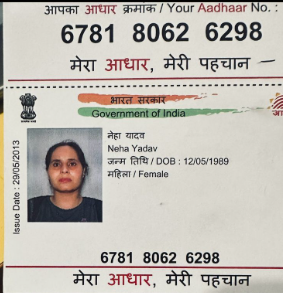 आपका आधार क्रमांक / Your Aadhaar No. :
6781 8062 6298
मेरा आधार, मेरी पहचान
भारत सरकार
Government of India
नेहा यादव
Neha Yadav
जन्म तिथि / DOB : 12/05/1989
महिला / Female
Issue Date : 29/05/2013
6781 8062 6298
मेरा आधार, मेरी पहचान